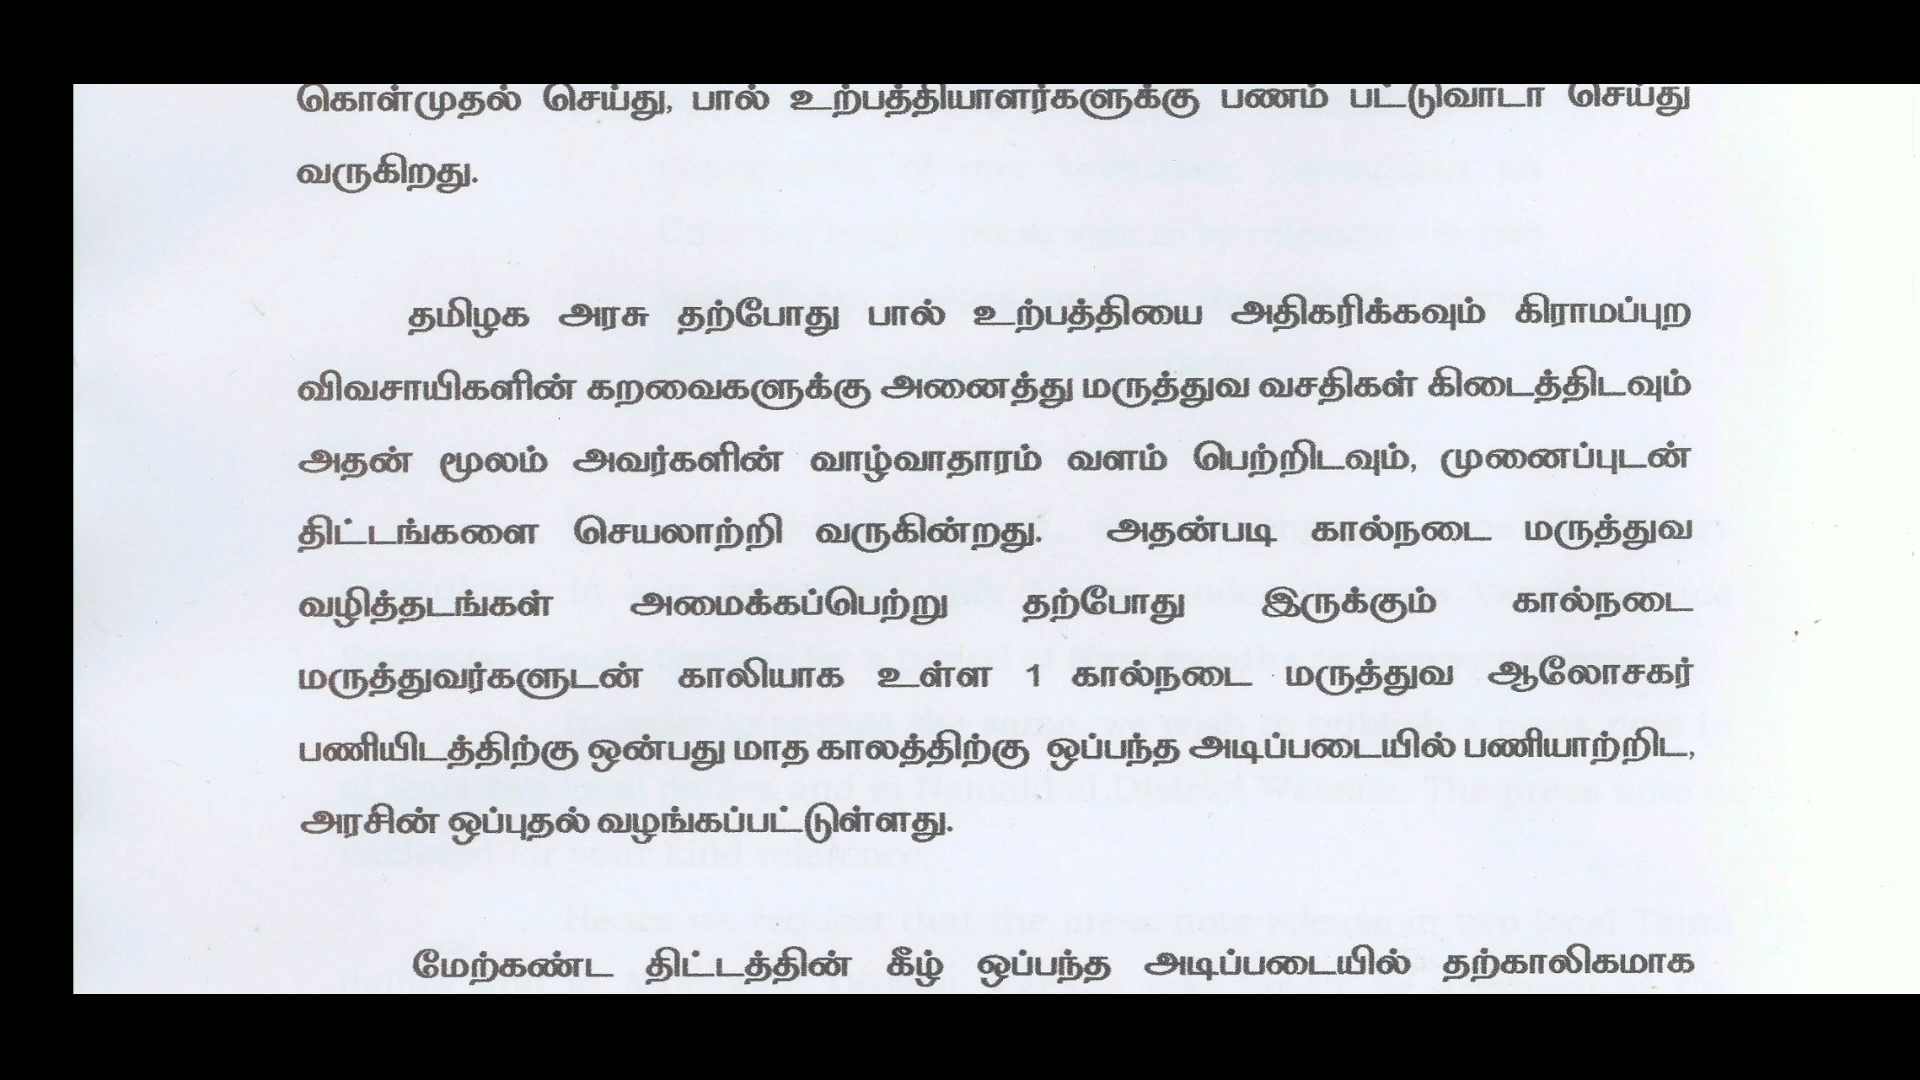 கொள்முதல் செய்து, பால் உற்பத்தியாளர்களுக்கு பணம் பட்டுவாடா செய்து
வருகிறது.
தமிழக அரசு தற்போது பால் உற்பத்தியை அதிகரிக்கவும் கிராமப்புற
விவசாயிகளின் கறவைகளுக்கு அனைத்து மருத்துவ வசதிகள் கிடைத்திடவும்
அதன் மூலம் அவர்களின் வாழ்வாதாரம் வளம் பெற்றிடவும், முனைப்புடன்
திட்டங்களை செயலாற்றி வருகின்றது. அதன்படி கால்நடை மருத்துவ
வழித்தடங்கள் அமைக்கப்பெற்று தற்போது இருக்கும் கால்நடை
மருத்துவர்களுடன் காலியாக உள்ள 1 கால்நடை மருத்துவ ஆலோசகர்
பணியிடத்திற்கு ஒன்பது மாத காலத்திற்கு ஒப்பந்த அடிப்படையில் பணியாற்றிட,
அரசின் ஒப்புதல் வழங்கப்பட்டுள்ளது.
மேற்கண்ட திட்டத்தின் கீழ் ஒப்பந்த அடிப்படையில் தற்காலிகமாக